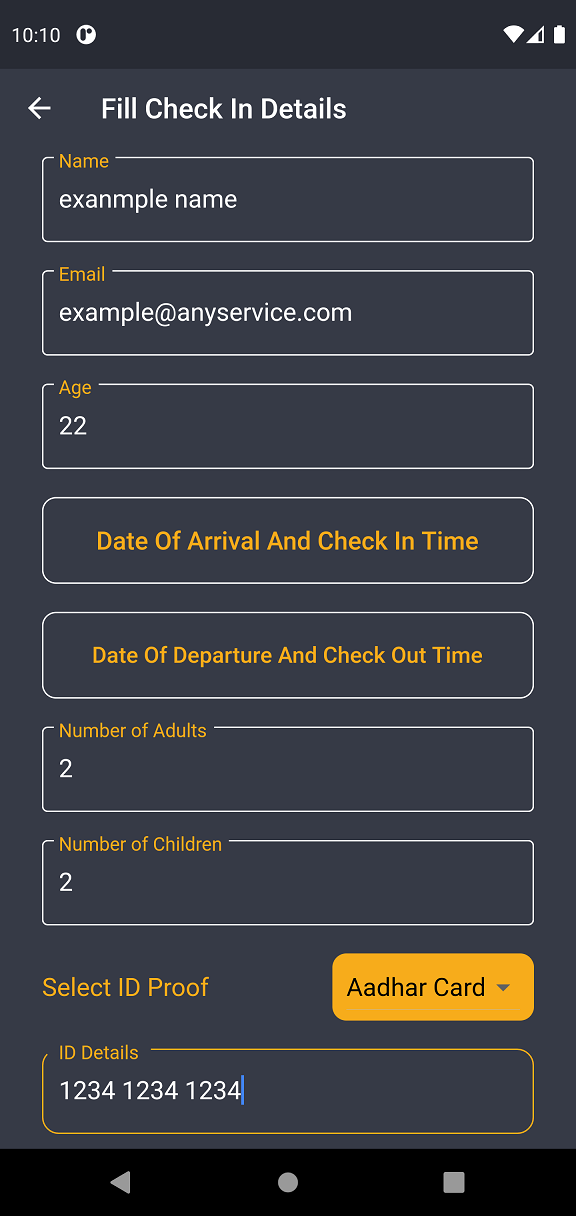 10:10
Fill Check In Details
Name
exanmple name
Email
example@anyservice.com
Age
22
Date Of Arrival And Check In Time
Date Of Departure And Check Out Time
Number of Adults
2
Number of Children
2
Select ID Proof
Aadhar Card
ID Details
1234 1234 1234